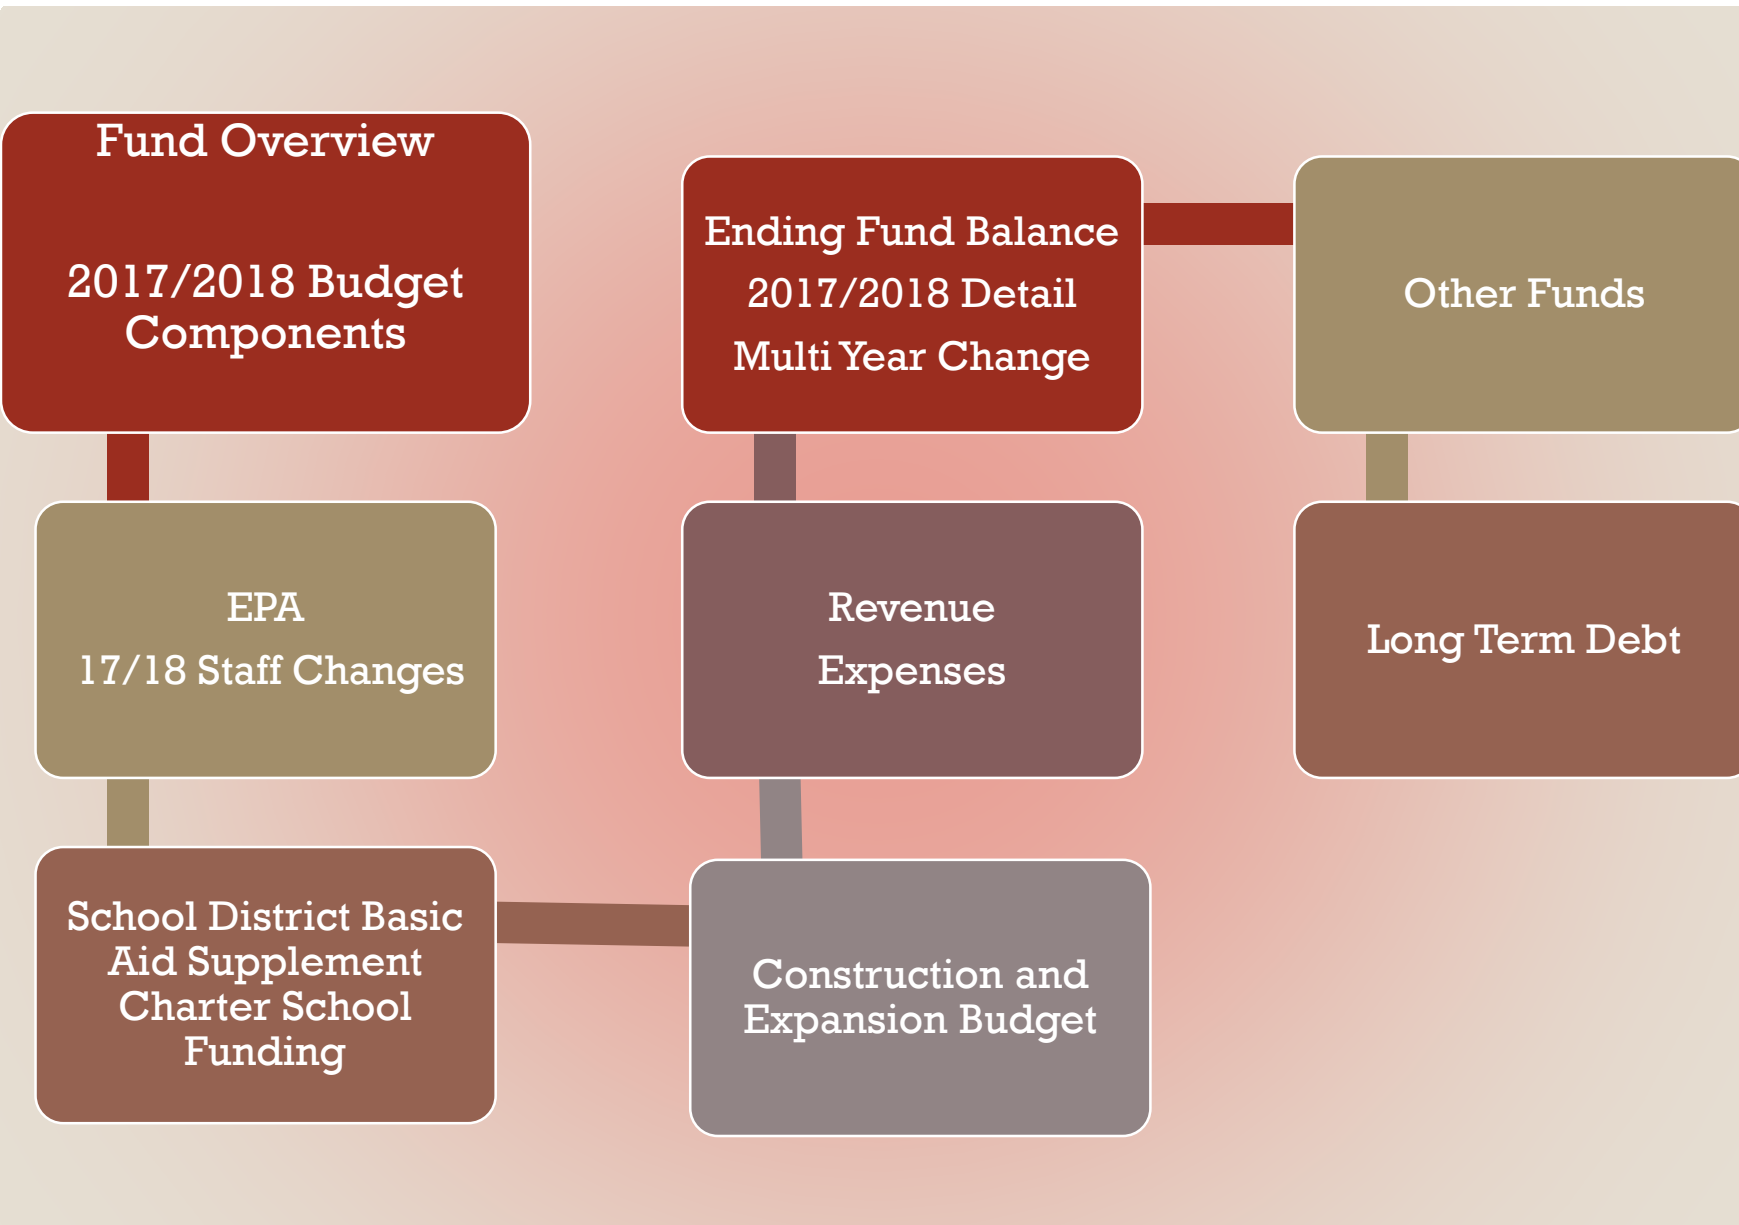 Fund Overview
2017/2018 Budget
Components
EPA
17/18 Staff Changes
School District Basic
Aid Supplement
Charter School
Funding
Construction and
Expansion Budget
Revenue
Expenses
Ending Fund Balance
2017/2018 Detail
Multi Year Change
Other Funds
Long Term Debt